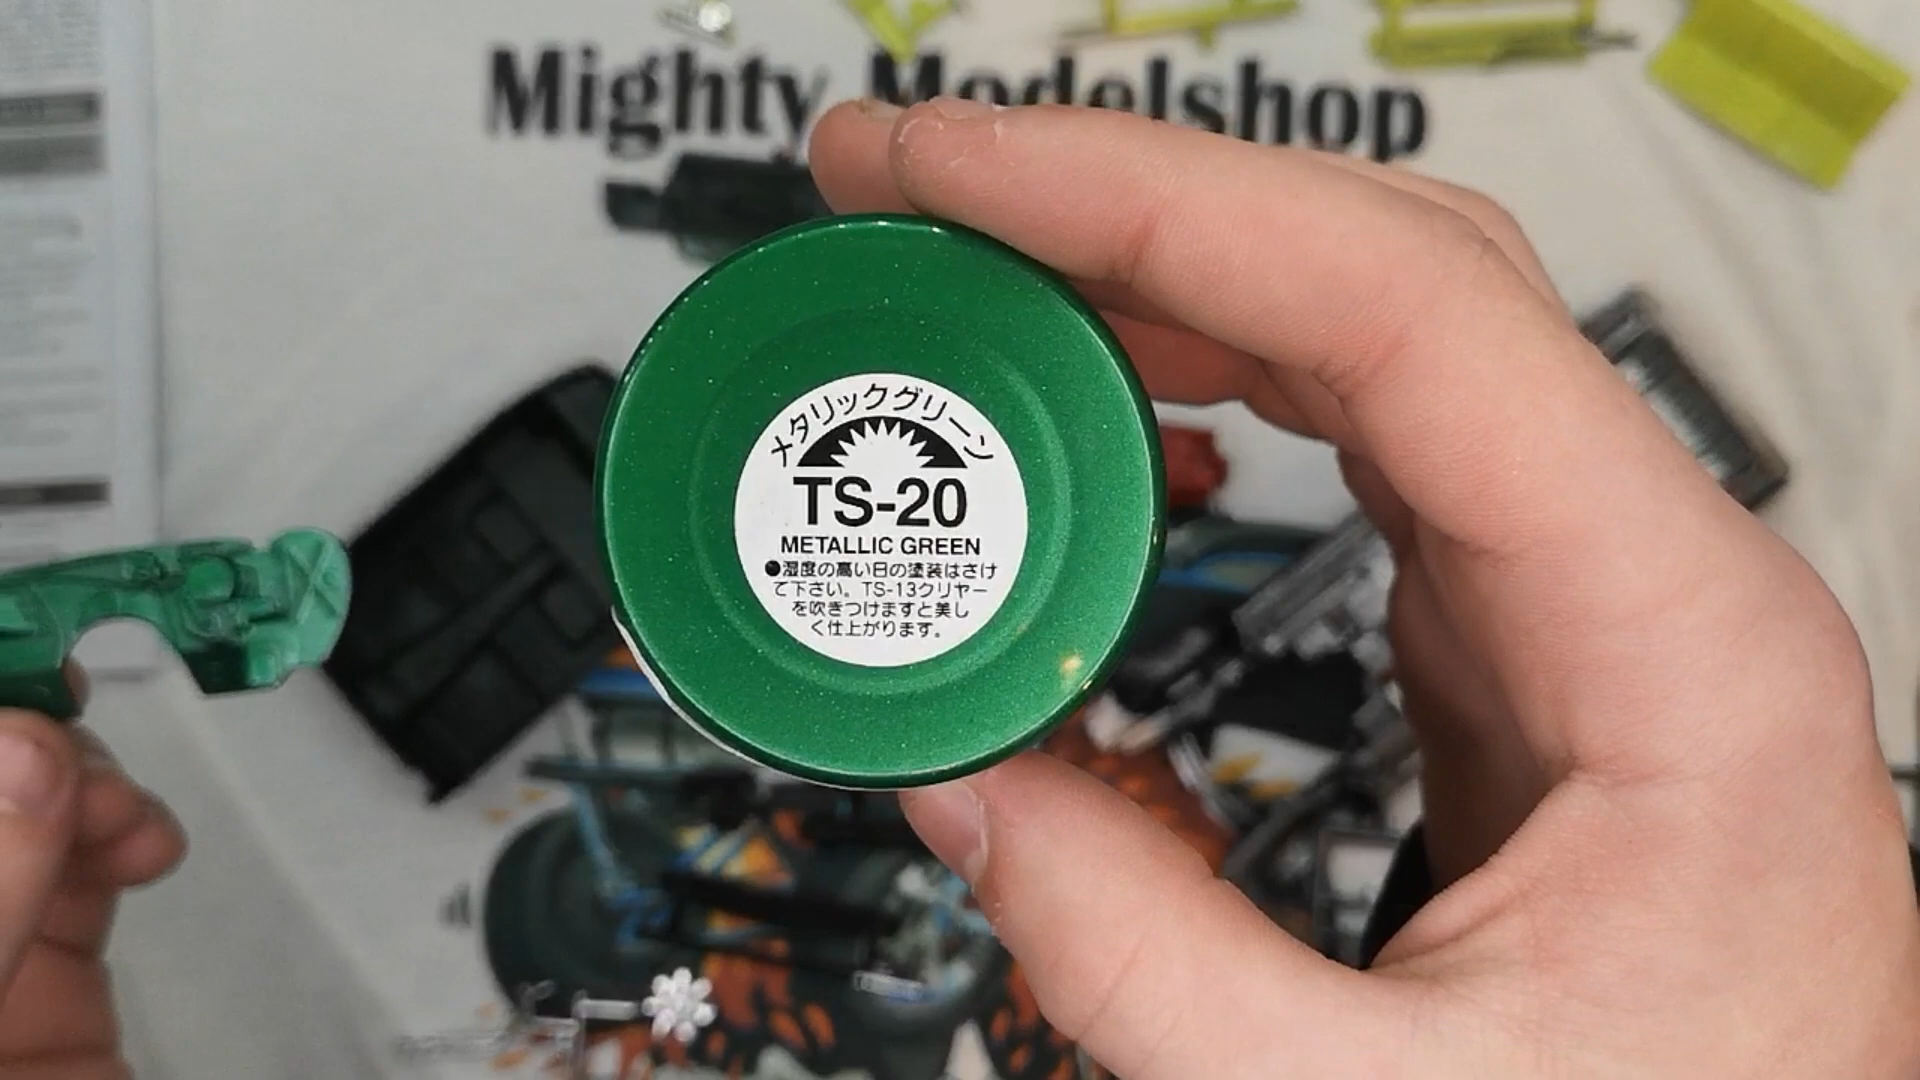 Mighty Modelshop
メタリックグリーン
TS-20
METALLIC GREEN
●湿度の高い日の塗装はさけ
て下さい。TS-13クリヤー
を吹きつけますと美し
く仕上がります。